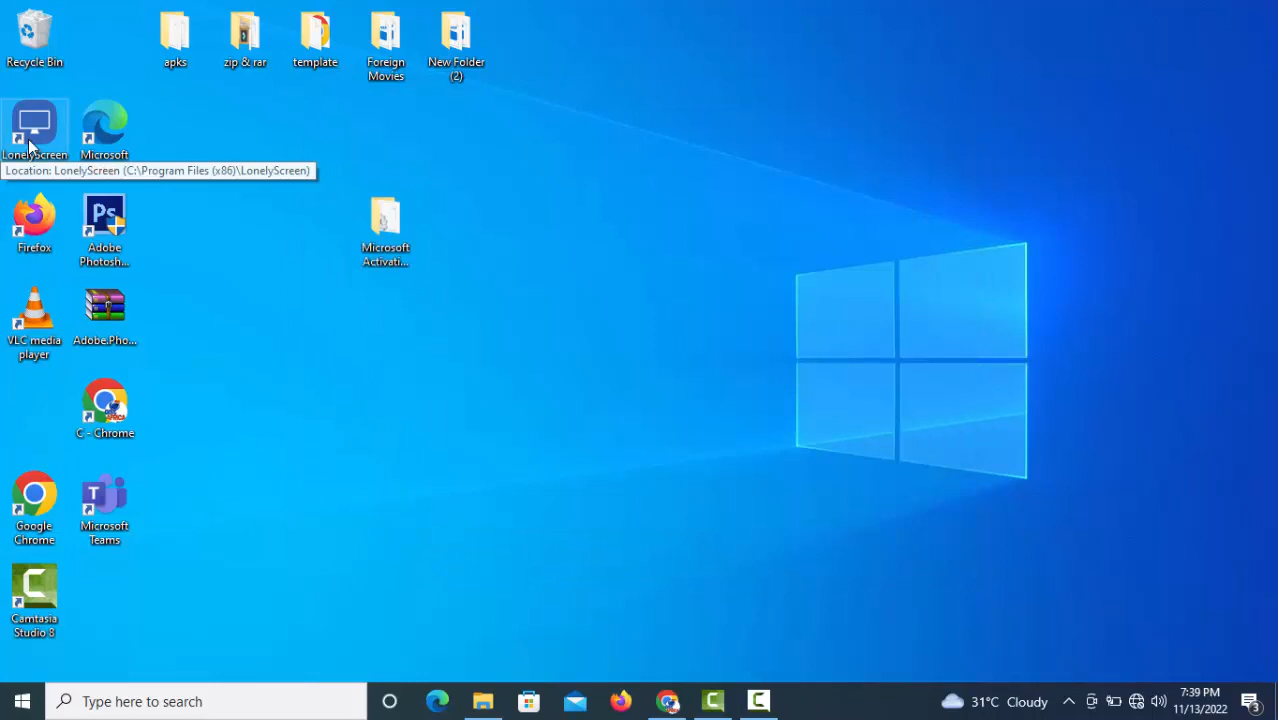 Recycle Bin
apks
zip & rar
template
Foreign
Movies
New Folder
(2)
LonelyScreen
Microsoft
Location: LonelyScreen (C:\Program Files (x86)\LonelyScreen)
Firefox
Ps
Adobe
Photosh...
Microsoft
Activati...
VLC media
player
Adobe.Pho...
C - Chrome
Google
Chrome
T
Microsoft
Teams
C
Camtasia
Studio 8
Type here to search
C
C
31°C Cloudy
7:39 PM
11/13/2022
3